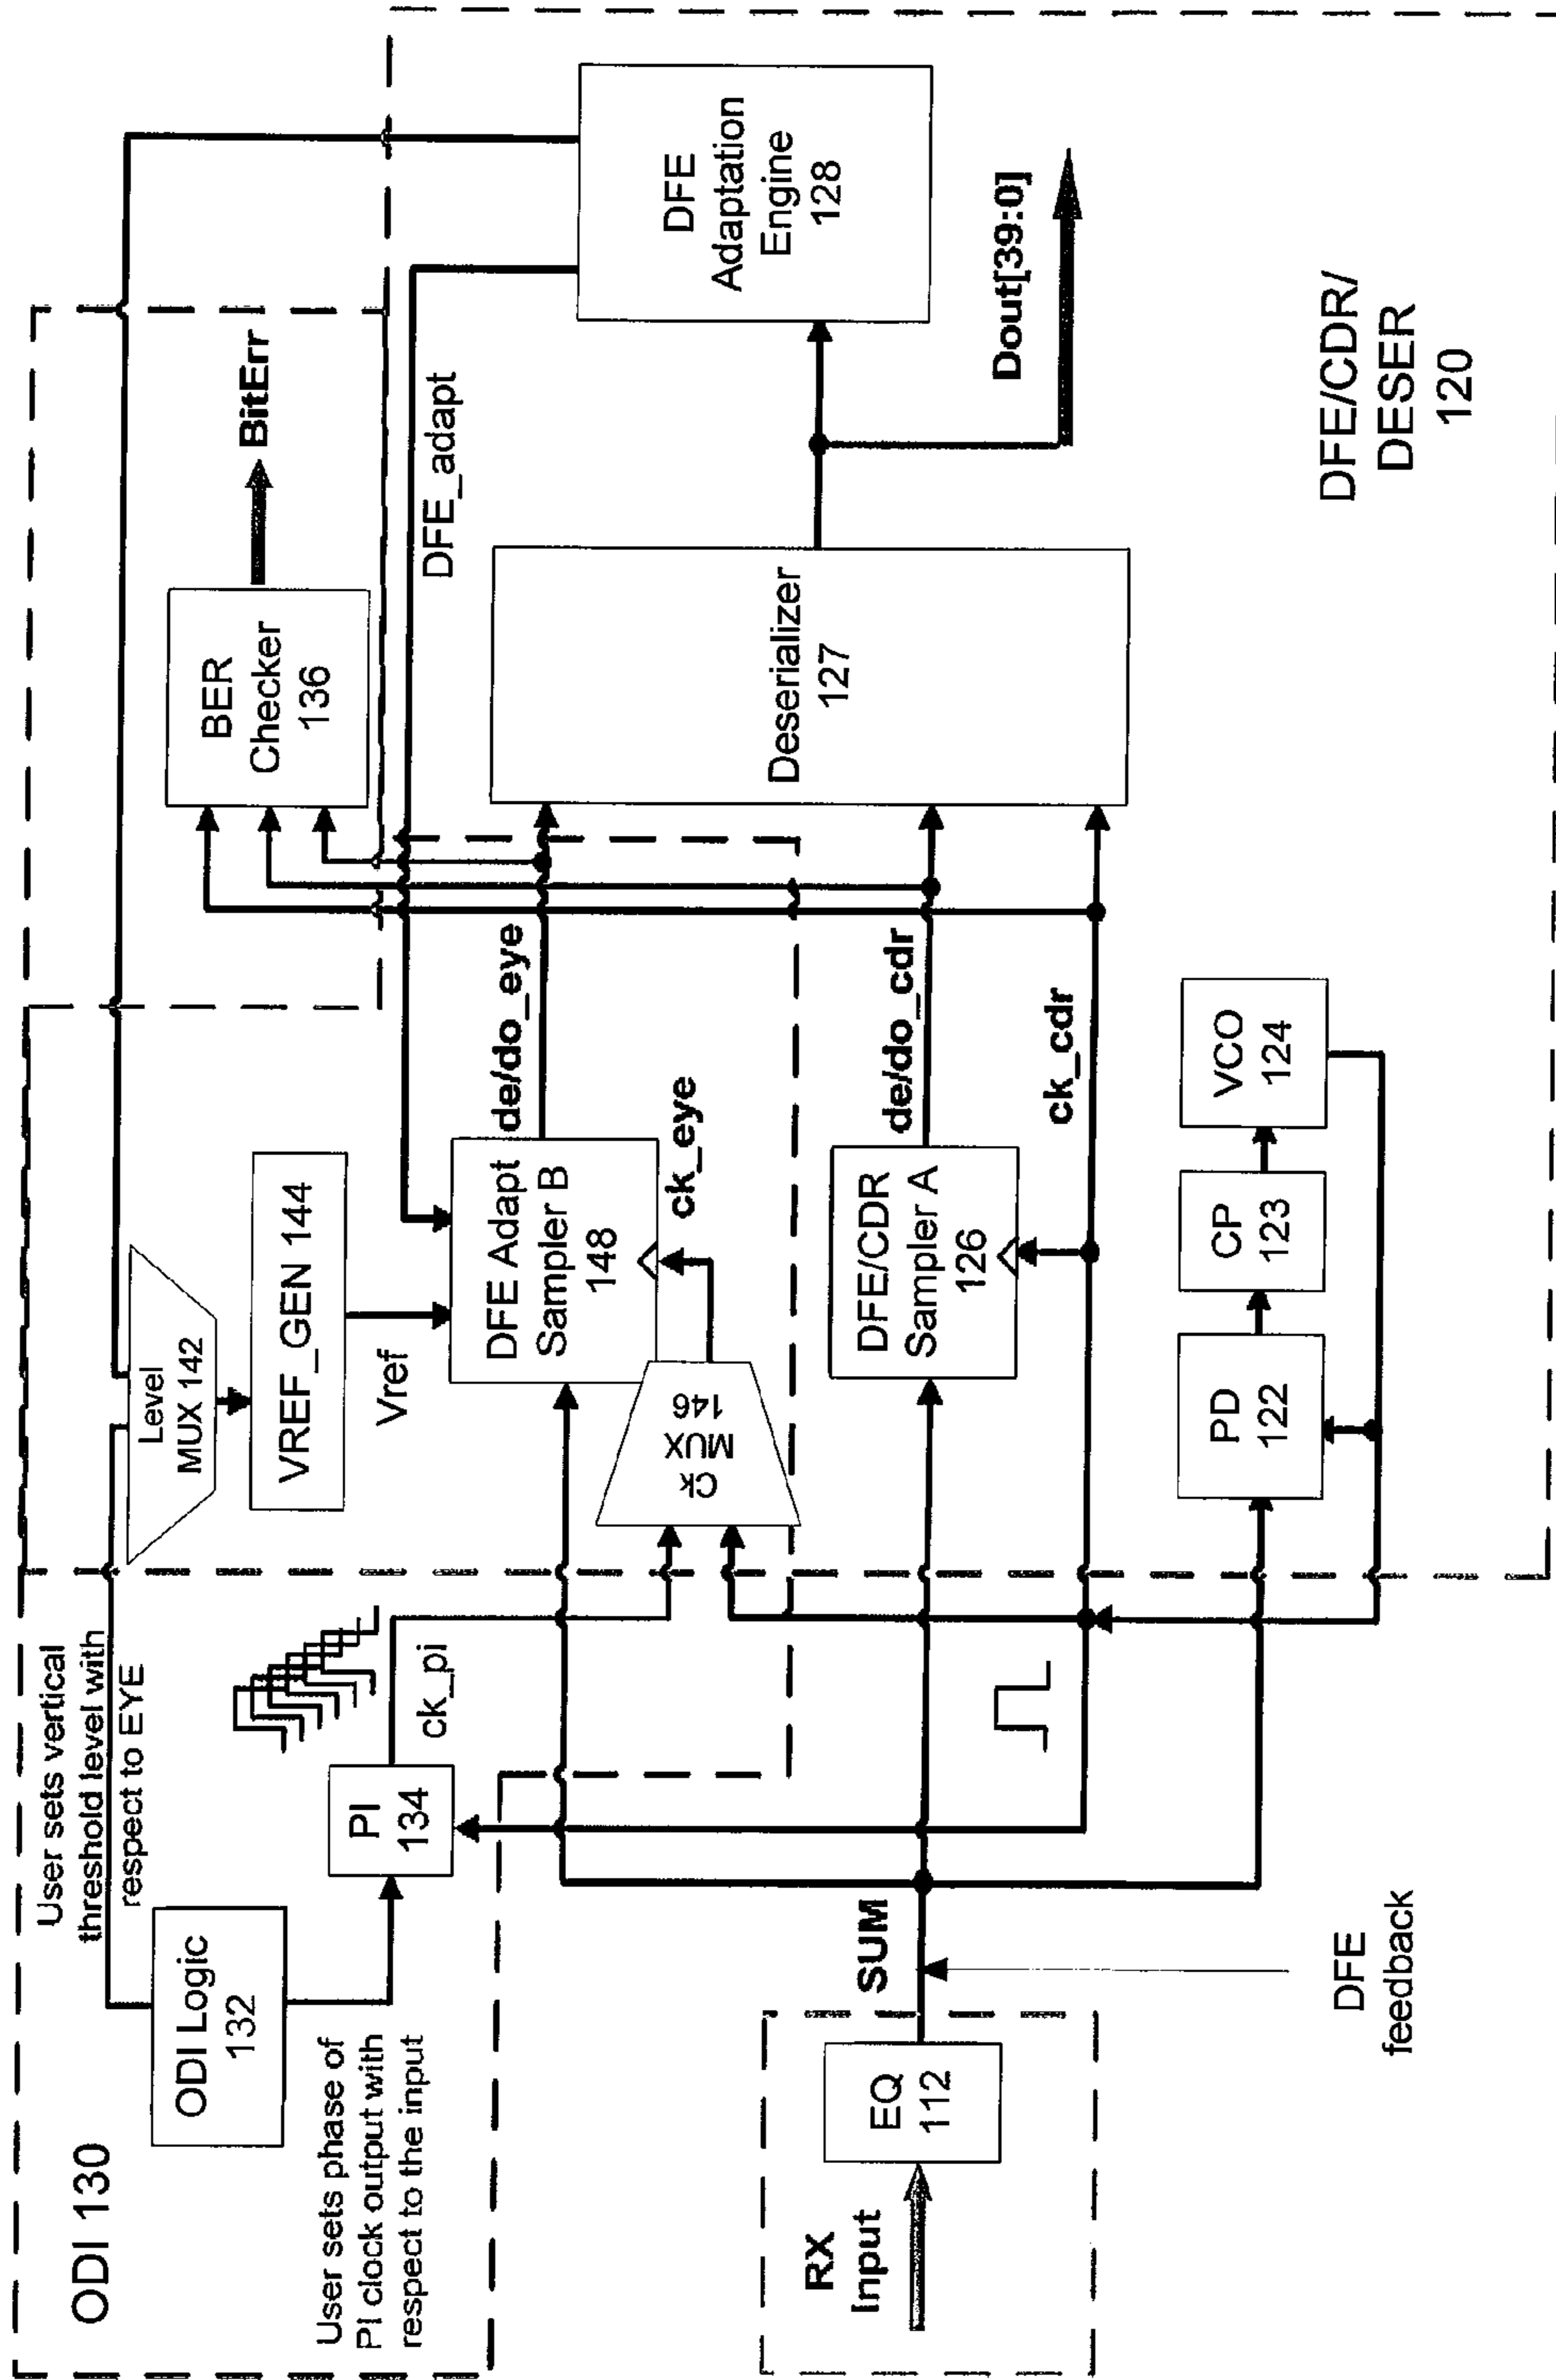 ODI 130
User sets vertical
threshold level with
respect to EYE
ODI Logic
132
User sets phase of
PI clock output with
respect to the input
PI
134
ck_pi
Level
MUX 142
VREF_GEN 144
Vref
DFE Adapt
Sampler B
148
Ck
MUX
146
ck_eye
de/do_eye
BER
Checker
136
BitErr
DFE_adapt
DFE
Adaptation
Engine
128
Deserializer
127
Dout[39:0]
RX
Input
EQ
112
SUM
DFE
feedback
DFE/CDR
Sampler A
126
de/do_cdr
ck_cdr
PD
122
CP
123
VCO
124
DFE/CDR/
DESER
120